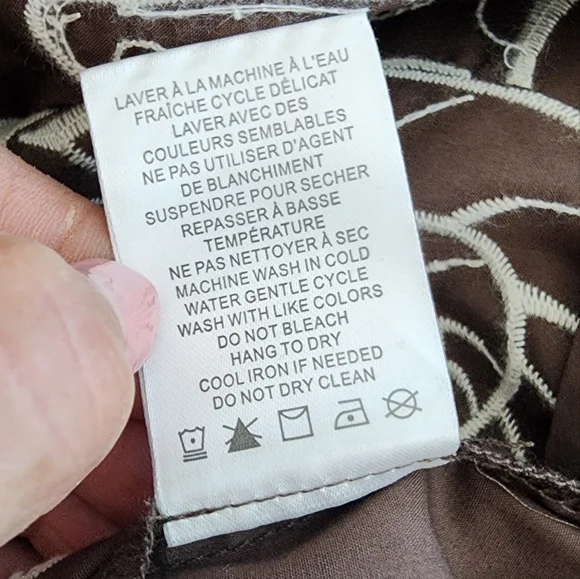 LAVER À LA MACHINE À L'EAU
FRAÎCHE CYCLE DÉLICAT
LAVER AVEC DES
COULEURS SEMBLABLES
NE PAS UTILISER D'AGENT
DE BLANCHIMENT
SUSPENDRE POUR SECHER
REPASSER À BASSE
TEMPÉRATURE
NE PAS NETTOYER À SEC
MACHINE WASH IN COLD
WATER GENTLE CYCLE
WASH WITH LIKE COLORS
DO NOT BLEACH
HANG TO DRY
COOL IRON IF NEEDED
DO NOT DRY CLEAN